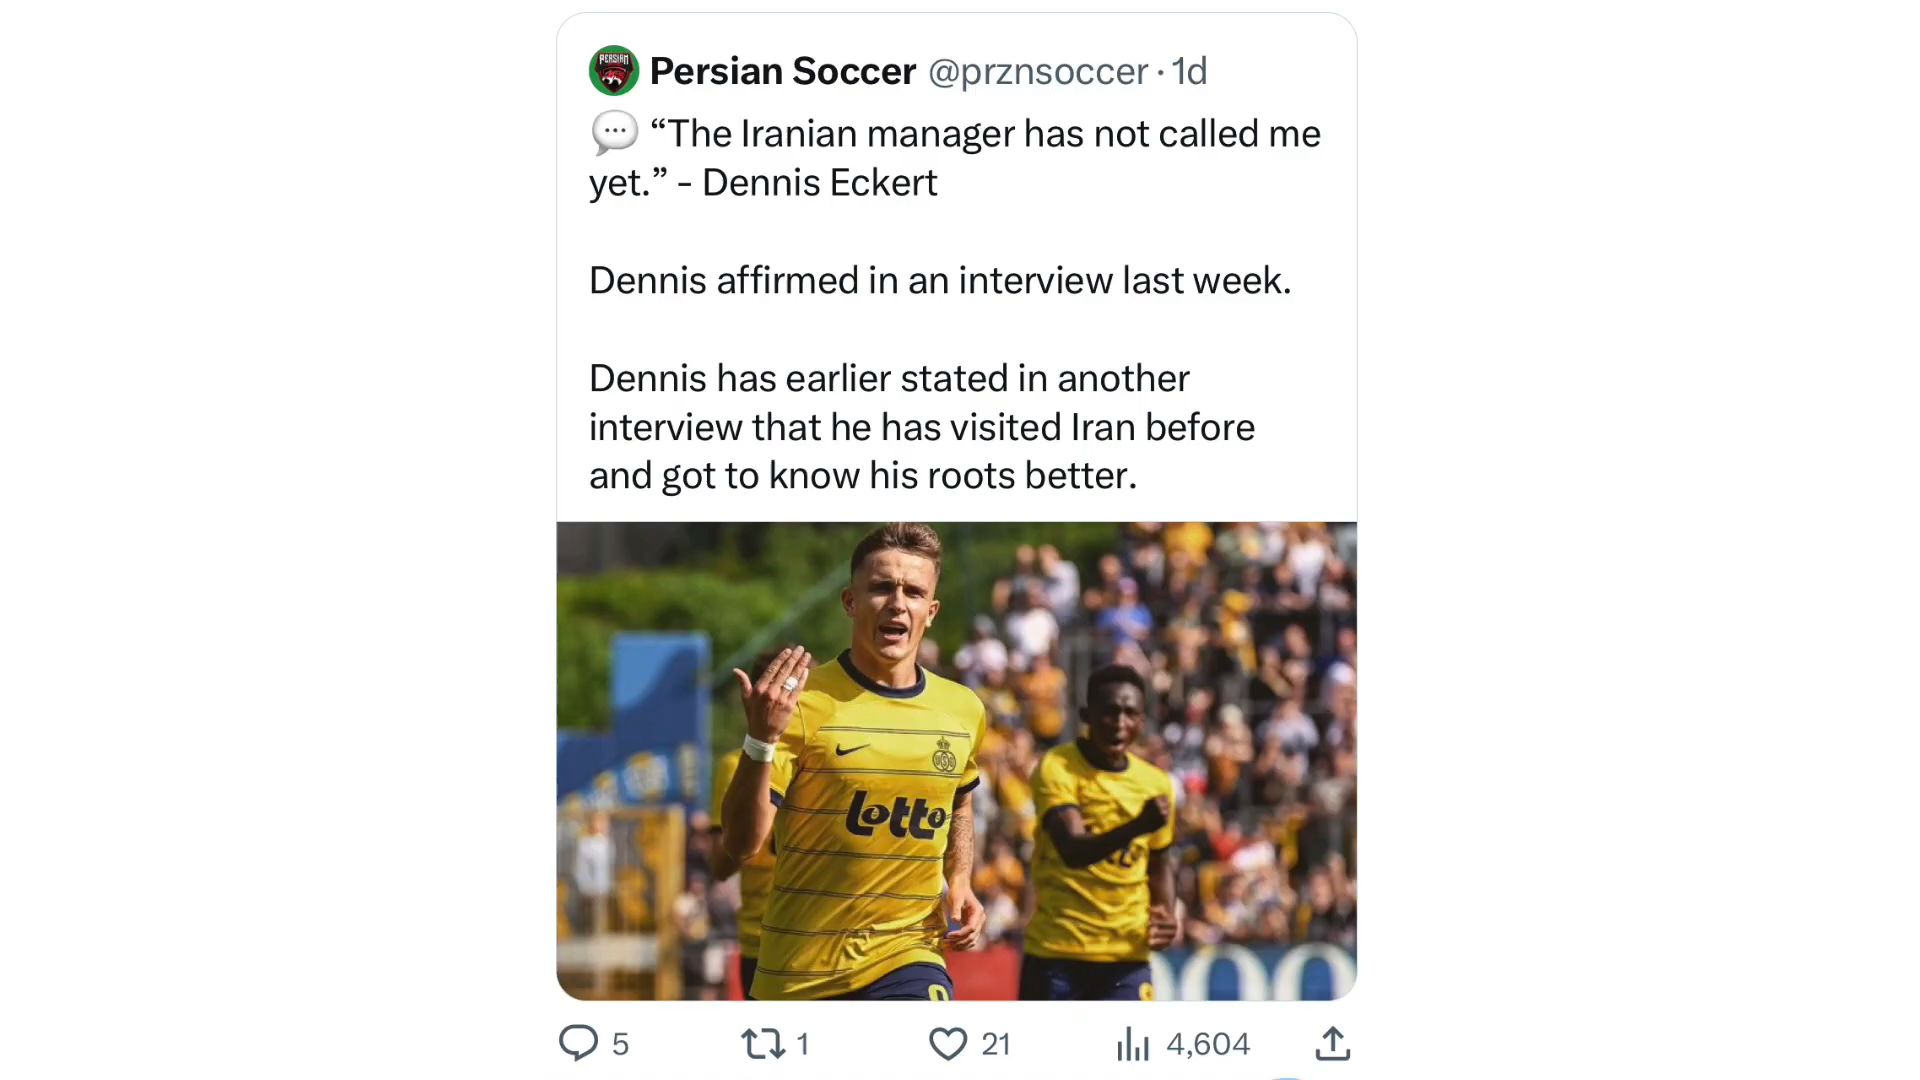 Persian Soccer @prznsoccer · 1d
💬 “The Iranian manager has not called me
yet.” - Dennis Eckert
Dennis affirmed in an interview last week.
Dennis has earlier stated in another
interview that he has visited Iran before
and got to know his roots better.
Lotto
5 1 21 4,604